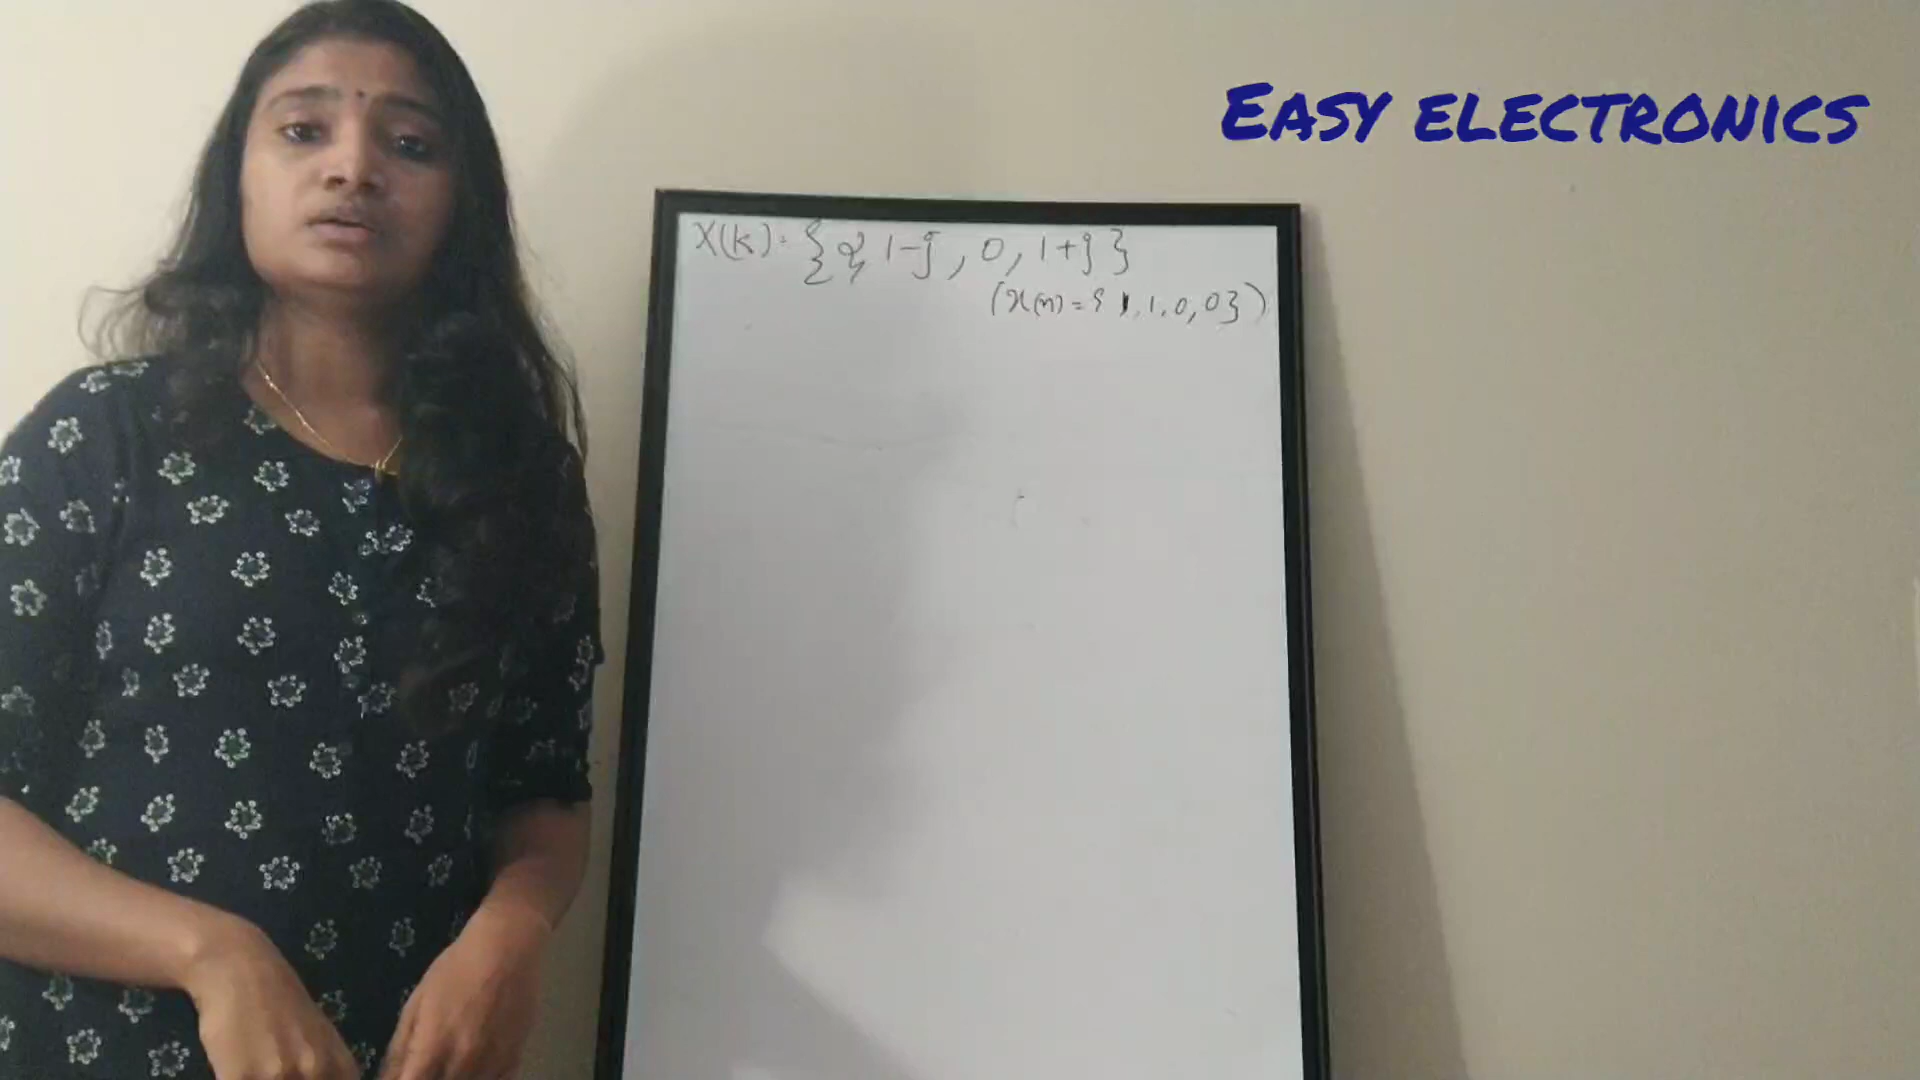 EASY ELECTRONICS
X(k) = {2, 1-j, 0, 1+j}
(x(n) = {1, 1, 0, 0})